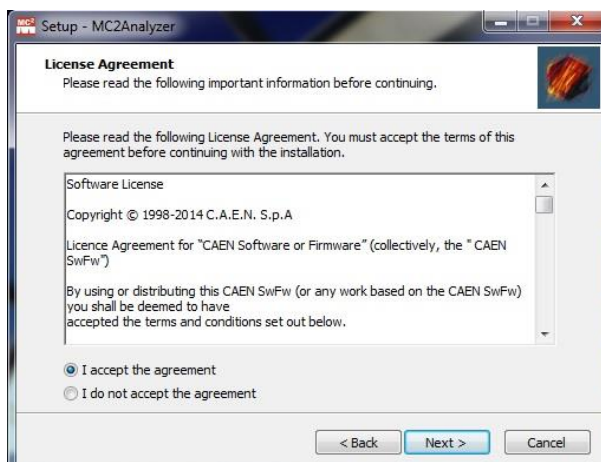 MC²
Setup - MC2Analyzer
License Agreement
Please read the following important information before continuing.
Please read the following License Agreement. You must accept the terms of this
agreement before continuing with the installation.
Software License
Copyright © 1998-2014 C.A.E.N. S.p.A
Licence Agreement for "CAEN Software or Firmware" (collectively, the " CAEN
SwFw")
By using or distributing this CAEN SwFw (or any work based on the CAEN SwFw)
you shall be deemed to have
accepted the terms and conditions set out below.
I accept the agreement
I do not accept the agreement
< Back Next > Cancel